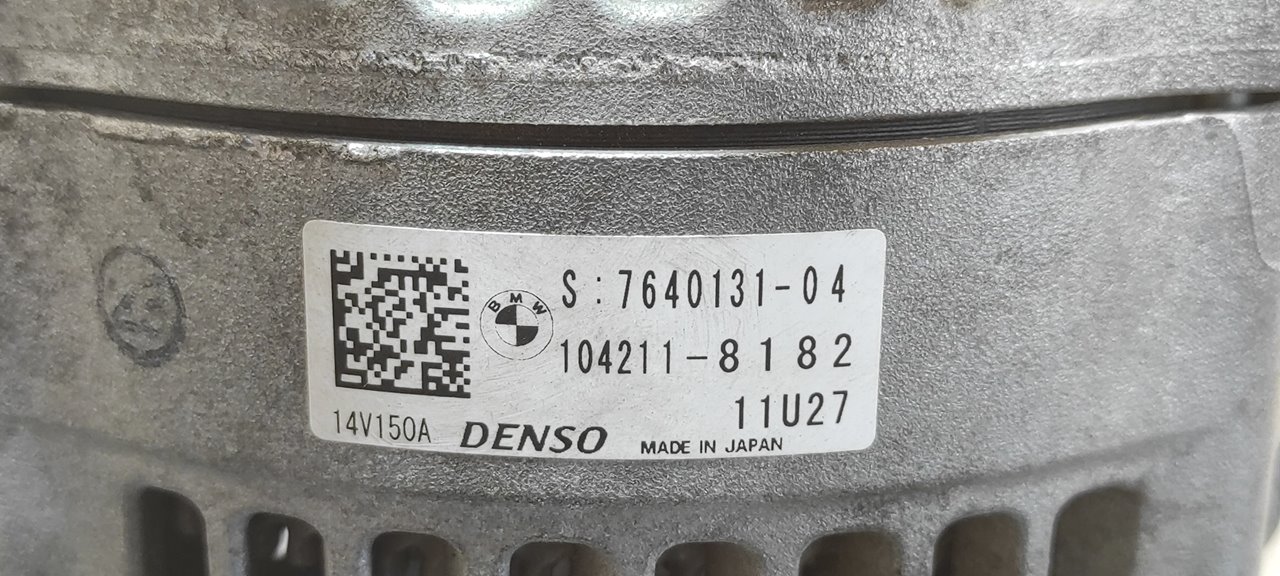 BMW
S:7640131-04
104211-8182
11U27
14V150A
DENSO
MADE IN JAPAN